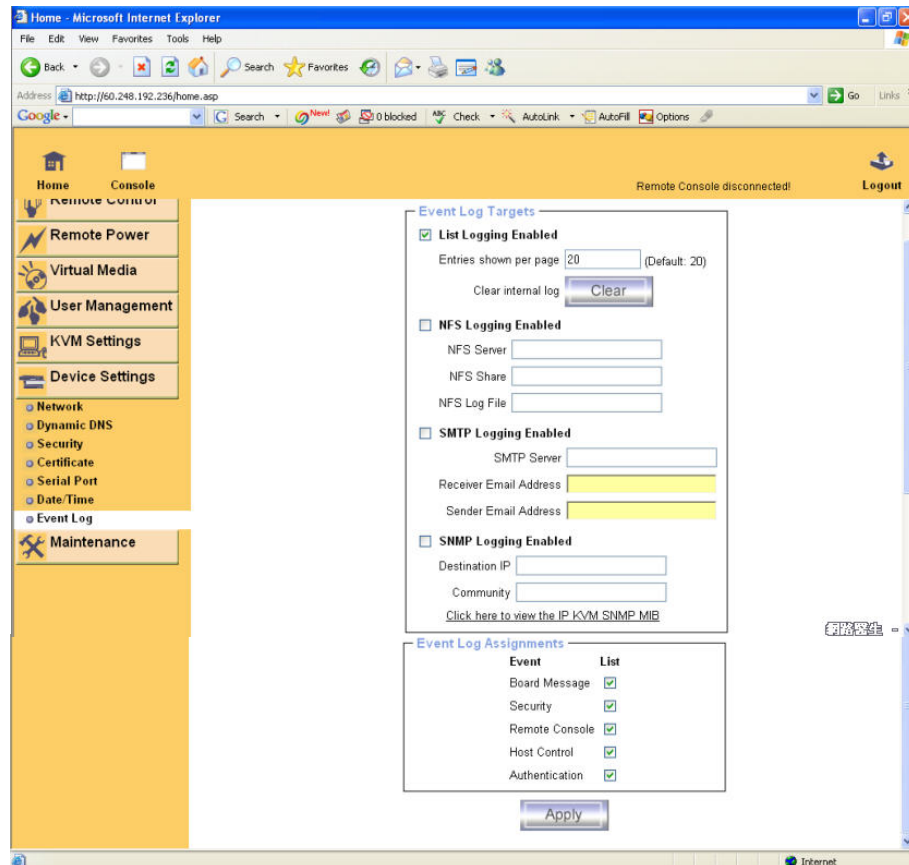 Home - Microsoft Internet Explorer
File Edit View Favorites Tools Help
Back Search Favorites
Address http://60.248.192.236/home.asp Go Links
Google Search New! 0 blocked Check AutoLink AutoFill Options
Home Console Remote Console disconnected! Logout
Remote Control
Remote Power
Virtual Media
User Management
KVM Settings
Device Settings
Network
Dynamic DNS
Security
Certificate
Serial Port
Date/Time
Event Log
Maintenance
Event Log Targets
List Logging Enabled
Entries shown per page 20 (Default: 20)
Clear internal log Clear
NFS Logging Enabled
NFS Server
NFS Share
NFS Log File
SMTP Logging Enabled
SMTP Server
Receiver Email Address
Sender Email Address
SNMP Logging Enabled
Destination IP
Community
Click here to view the IP KVM SNMP MIB
Event Log Assignments
Event List
Board Message
Security
Remote Console
Host Control
Authentication
Apply
Internet